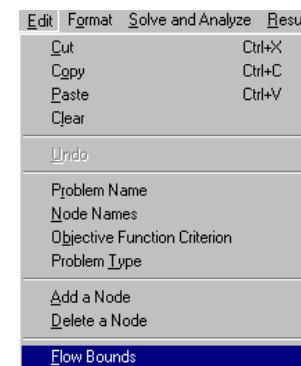 Edit Format Solve and Analyze Resu
Cut Ctrl+X
Copy Ctrl+C
Paste Ctrl+V
Clear
Undo
Problem Name
Node Names
Objective Function Criterion
Problem Type
Add a Node
Delete a Node
Flow Bounds